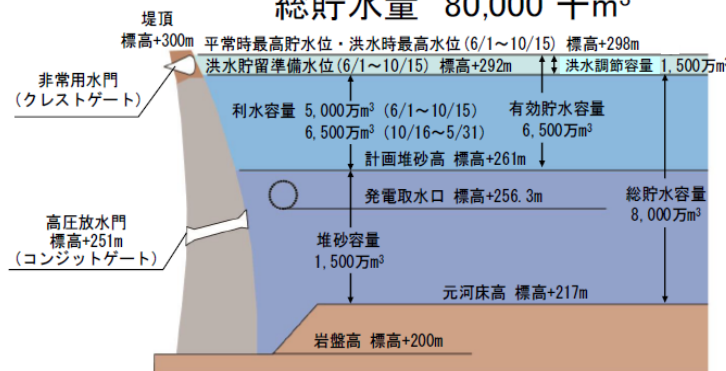 総貯水量 80,000 千m³
堤頂
標高+300m
平常時最高貯水位・洪水時最高水位(6/1～10/15) 標高+298m
洪水貯留準備水位(6/1～10/15) 標高+292m
洪水調節容量 1,500万m³
非常用水門
(クレストゲート)
利水容量 5,000万m³ (6/1～10/15)
6,500万m³ (10/16～5/31)
有効貯水容量
6,500万m³
計画堆砂高 標高+261m
発電取水口 標高+256.3m
総貯水容量
8,000万m³
高圧放水門
標高+251m
(コンジットゲート)
堆砂容量
1,500万m³
元河床高 標高+217m
岩盤高 標高+200m